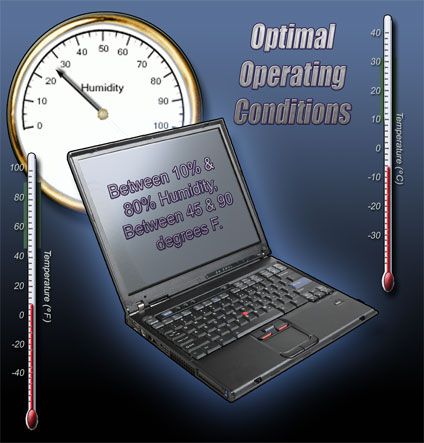 Optimal
Operating
Conditions
0
10
20
30
40
50
60
70
80
90
100
Humidity
Between 10% &
80% Humidity;
Between 45 & 90
degrees F.
40
30
20
10
0
-10
-20
-30
Temperature (°C)
100
80
60
40
20
0
-20
-40
Temperature (°F)